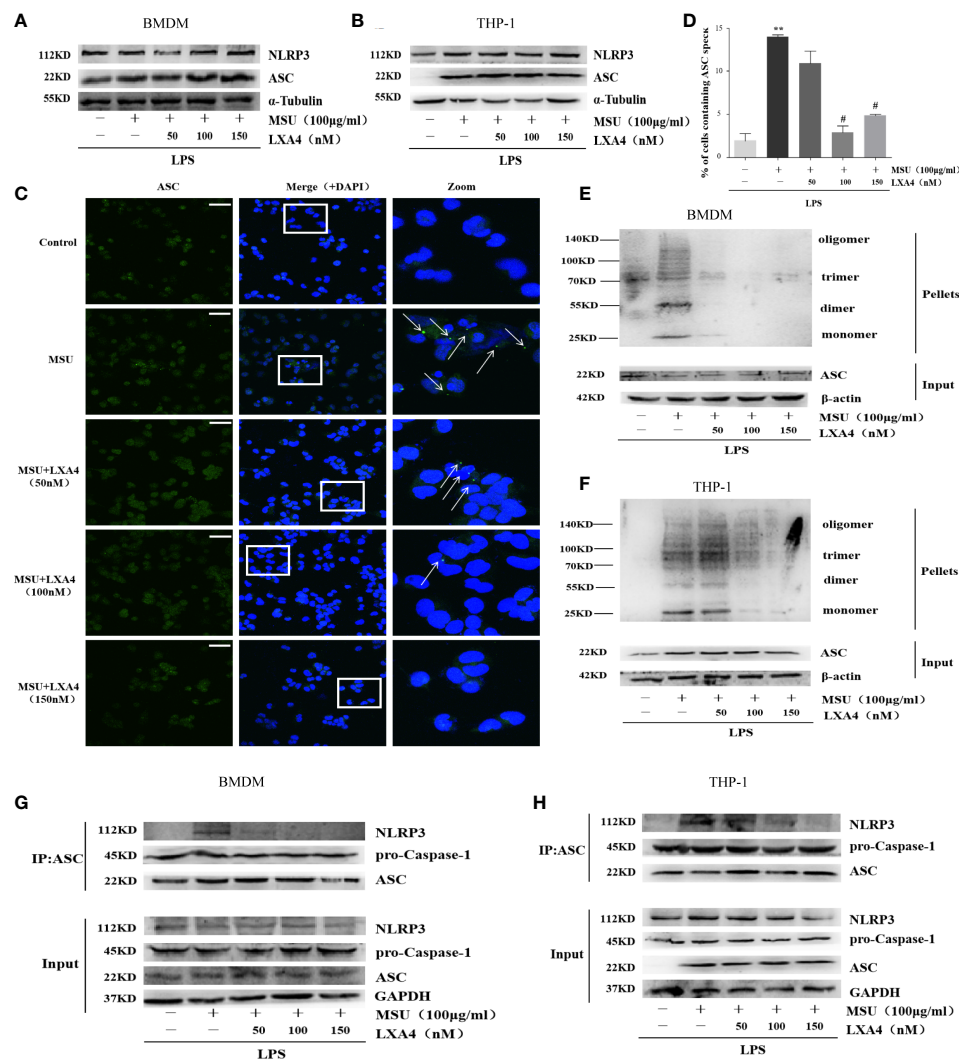 A
BMDM
112KD NLRP3
22KD ASC
55KD α-Tubulin
— + + + + MSU（100μg/ml）
— — 50 100 150 LXA4（nM）
LPS
B
THP-1
112KD NLRP3
22KD ASC
55KD α-Tubulin
— + + + + MSU（100μg/ml）
— — 50 100 150 LXA4（nM）
LPS
D
% of cells containing ASC speck
15
10
5
0
**
#
#
— + + + + MSU（100μg/ml）
— — 50 100 150 LXA4（nM）
LPS
C
ASC Merge（+DAPI） Zoom
Control
MSU
MSU+LXA4
（50nM）
MSU+LXA4
（100nM）
MSU+LXA4
（150nM）
E
BMDM
140KD oligomer
100KD
70KD trimer
55KD dimer
25KD monomer
Pellets
22KD ASC
42KD β-actin
Input
— + + + + MSU（100μg/ml）
— — 50 100 150 LXA4（nM）
LPS
F
THP-1
140KD oligomer
100KD trimer
70KD
55KD dimer
25KD monomer
Pellets
22KD ASC
42KD β-actin
Input
— + + + + MSU（100μg/ml）
— — 50 100 150 LXA4（nM）
LPS
G
BMDM
IP:ASC
112KD NLRP3
45KD pro-Caspase-1
22KD ASC
Input
112KD NLRP3
45KD pro-Caspase-1
22KD ASC
37KD GAPDH
— + + + + MSU（100μg/ml）
— — 50 100 150 LXA4（nM）
LPS
H
THP-1
IP:ASC
112KD NLRP3
45KD pro-Caspase-1
22KD ASC
Input
112KD NLRP3
45KD pro-Caspase-1
22KD ASC
37KD GAPDH
— + + + + MSU（100μg/ml）
— — 50 100 150 LXA4（nM）
LPS